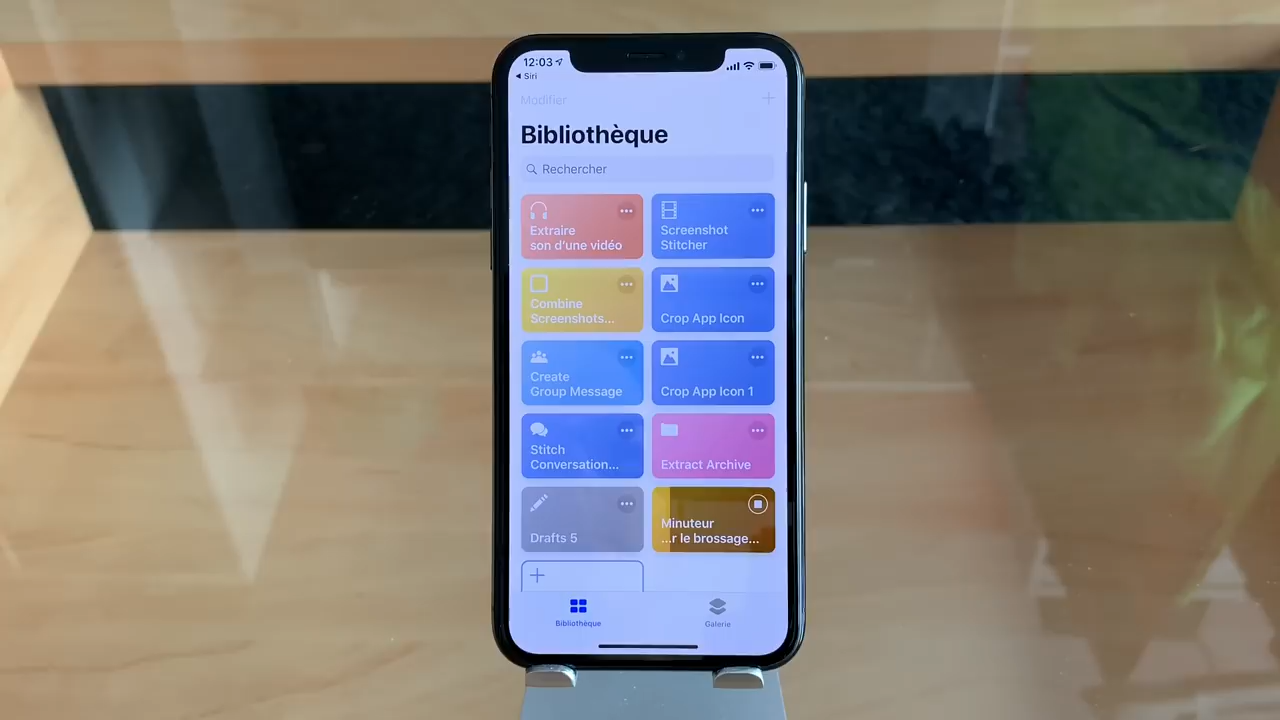 12:03
Siri
Modifier
Bibliothèque
Rechercher
Extraire
son d'une vidéo
Screenshot
Stitcher
Combine
Screenshots...
Crop App Icon
Create
Group Message
Crop App Icon 1
Stitch
Conversation...
Extract Archive
Drafts 5
Minuteur
...r le brossage...
Bibliothèque
Galerie